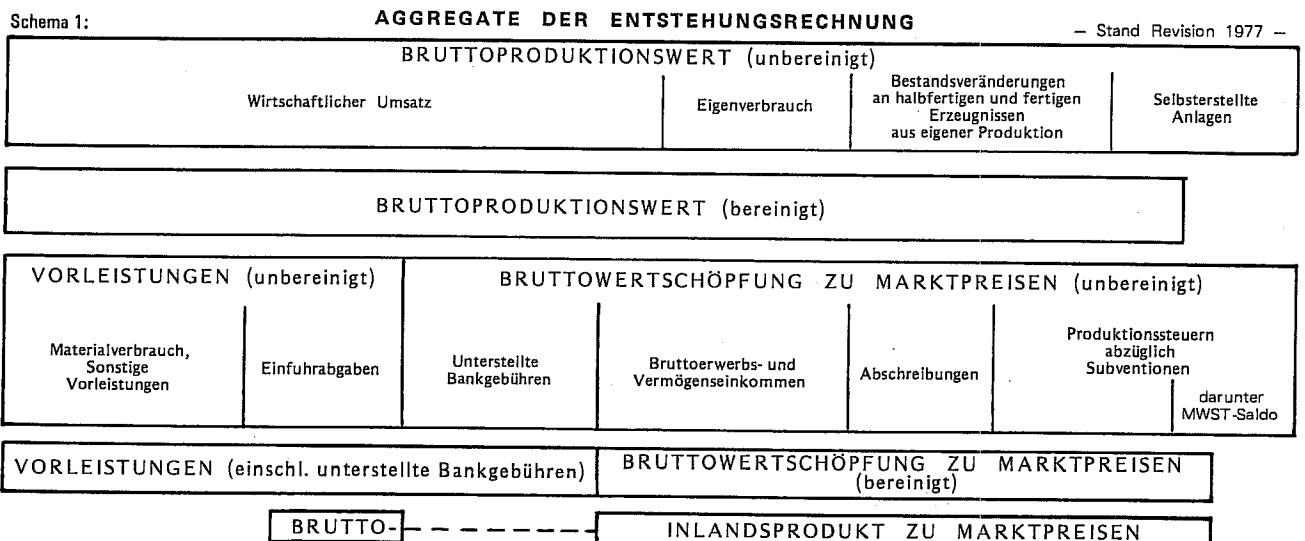 Schema 1:
AGGREGATE DER ENTSTEHUNGSRECHNUNG
— Stand Revision 1977 —
BRUTTOPRODUKTIONSWERT (unbereinigt)
Wirtschaftlicher Umsatz
Eigenverbrauch
Bestandsveränderungen
an halbfertigen und fertigen
Erzeugnissen
aus eigener Produktion
Selbsterstellte
Anlagen
BRUTTOPRODUKTIONSWERT (bereinigt)
VORLEISTUNGEN (unbereinigt)
BRUTTOWERTSCHÖPFUNG ZU MARKTPREISEN (unbereinigt)
Materialverbrauch,
Sonstige
Vorleistungen
Einfuhrabgaben
Unterstellte
Bankgebühren
Bruttoerwerbs- und
Vermögenseinkommen
Abschreibungen
Produktionssteuern
abzüglich
Subventionen
darunter
MWST-Saldo
VORLEISTUNGEN (einschl. unterstellte Bankgebühren)
BRUTTOWERTSCHÖPFUNG ZU MARKTPREISEN
(bereinigt)
BRUTTO-
INLANDSPRODUKT ZU MARKTPREISEN